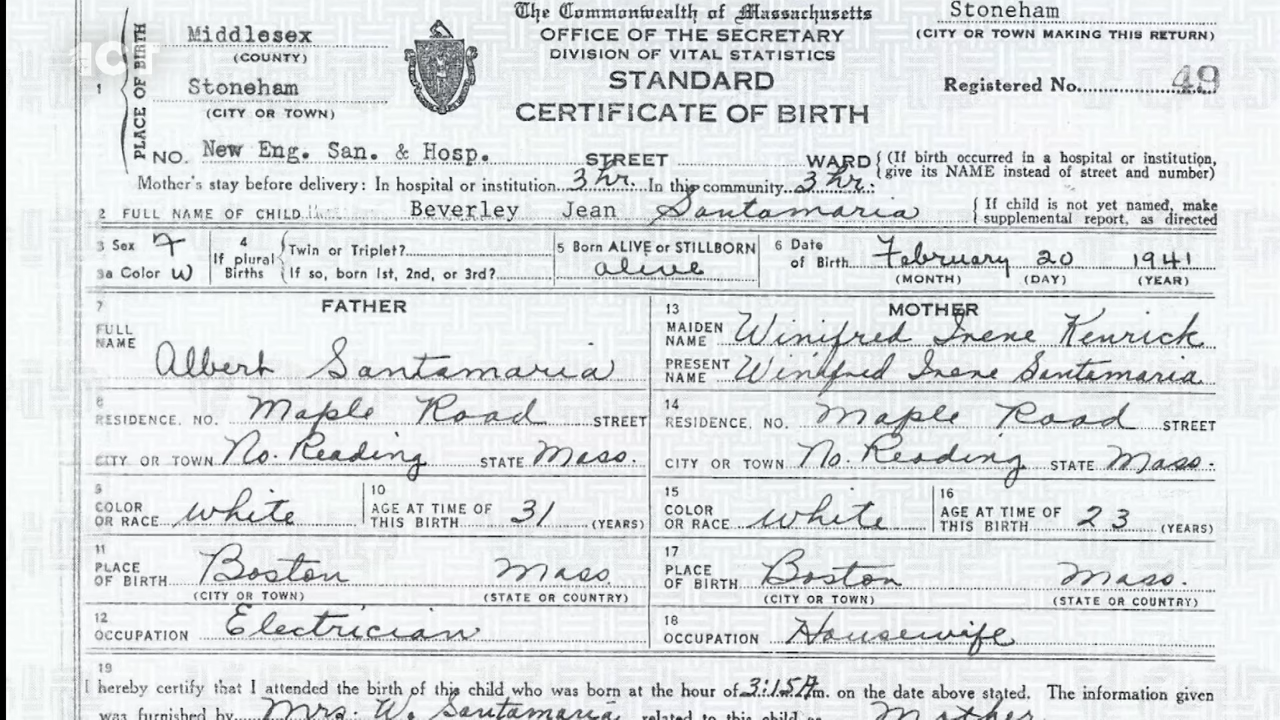 The Commonwealth of Massachusetts
OFFICE OF THE SECRETARY
DIVISION OF VITAL STATISTICS
STANDARD
CERTIFICATE OF BIRTH
Stoneham
(CITY OR TOWN MAKING THIS RETURN)
Registered No. 49
1 PLACE OF BIRTH
Middlesex
(COUNTY)
Stoneham
(CITY OR TOWN)
NO. New Eng. San. & Hosp. STREET WARD { (If birth occurred in a hospital or institution, give its NAME instead of street and number)
Mother's stay before delivery: In hospital or institution 3 hr. In this community 3 hr.
2 FULL NAME OF CHILD Beverley Jean Santamaria { If child is not yet named, make supplemental report, as directed
3 Sex F
3a Color W
4 If plural Births { Twin or Triplet?
If so, born 1st, 2nd, or 3rd?
5 Born ALIVE or STILLBORN
alive
6 Date of Birth February 20 1941
(MONTH) (DAY) (YEAR)
7 FATHER
FULL NAME
Albert Santamaria
8 RESIDENCE, NO. Maple Road STREET
CITY OR TOWN No. Reading STATE Mass.
9 COLOR OR RACE white
10 AGE AT TIME OF THIS BIRTH 31 (YEARS)
11 PLACE OF BIRTH Boston Mass
(CITY OR TOWN) (STATE OR COUNTRY)
12 OCCUPATION Electrician
13 MOTHER
MAIDEN NAME Winifred Irene Kenrick
PRESENT NAME Winifred Irene Santamaria
14 RESIDENCE, NO. Maple Road STREET
CITY OR TOWN No. Reading STATE Mass.
15 COLOR OR RACE white
16 AGE AT TIME OF THIS BIRTH 23 (YEARS)
17 PLACE OF BIRTH Boston Mass.
(CITY OR TOWN) (STATE OR COUNTRY)
18 OCCUPATION Housewife
19
I hereby certify that I attended the birth of this child who was born at the hour of 3:15 A m. on the date above stated. The information given
was furnished by Mrs. W. Santamaria related to this child as Mother